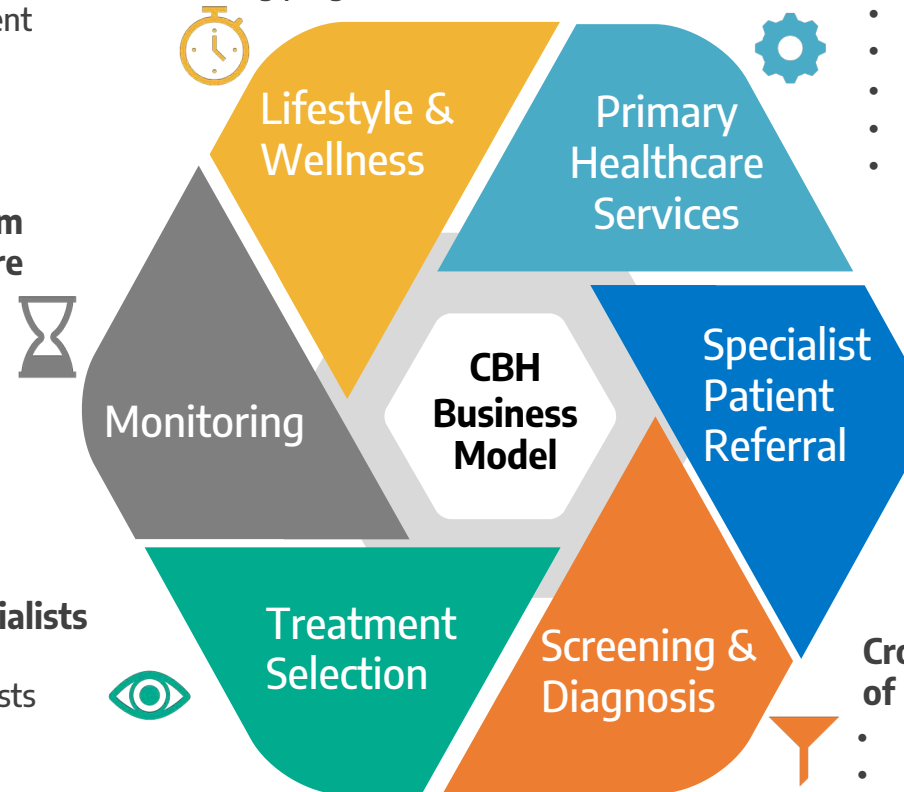 ent
Lifestyle &
Wellness
Primary
Healthcare
Services
m
re
CBH
Business
Model
Specialist
Patient
Referral
Monitoring
ialists
sts
Treatment
Selection
Screening &
Diagnosis
Cro
of